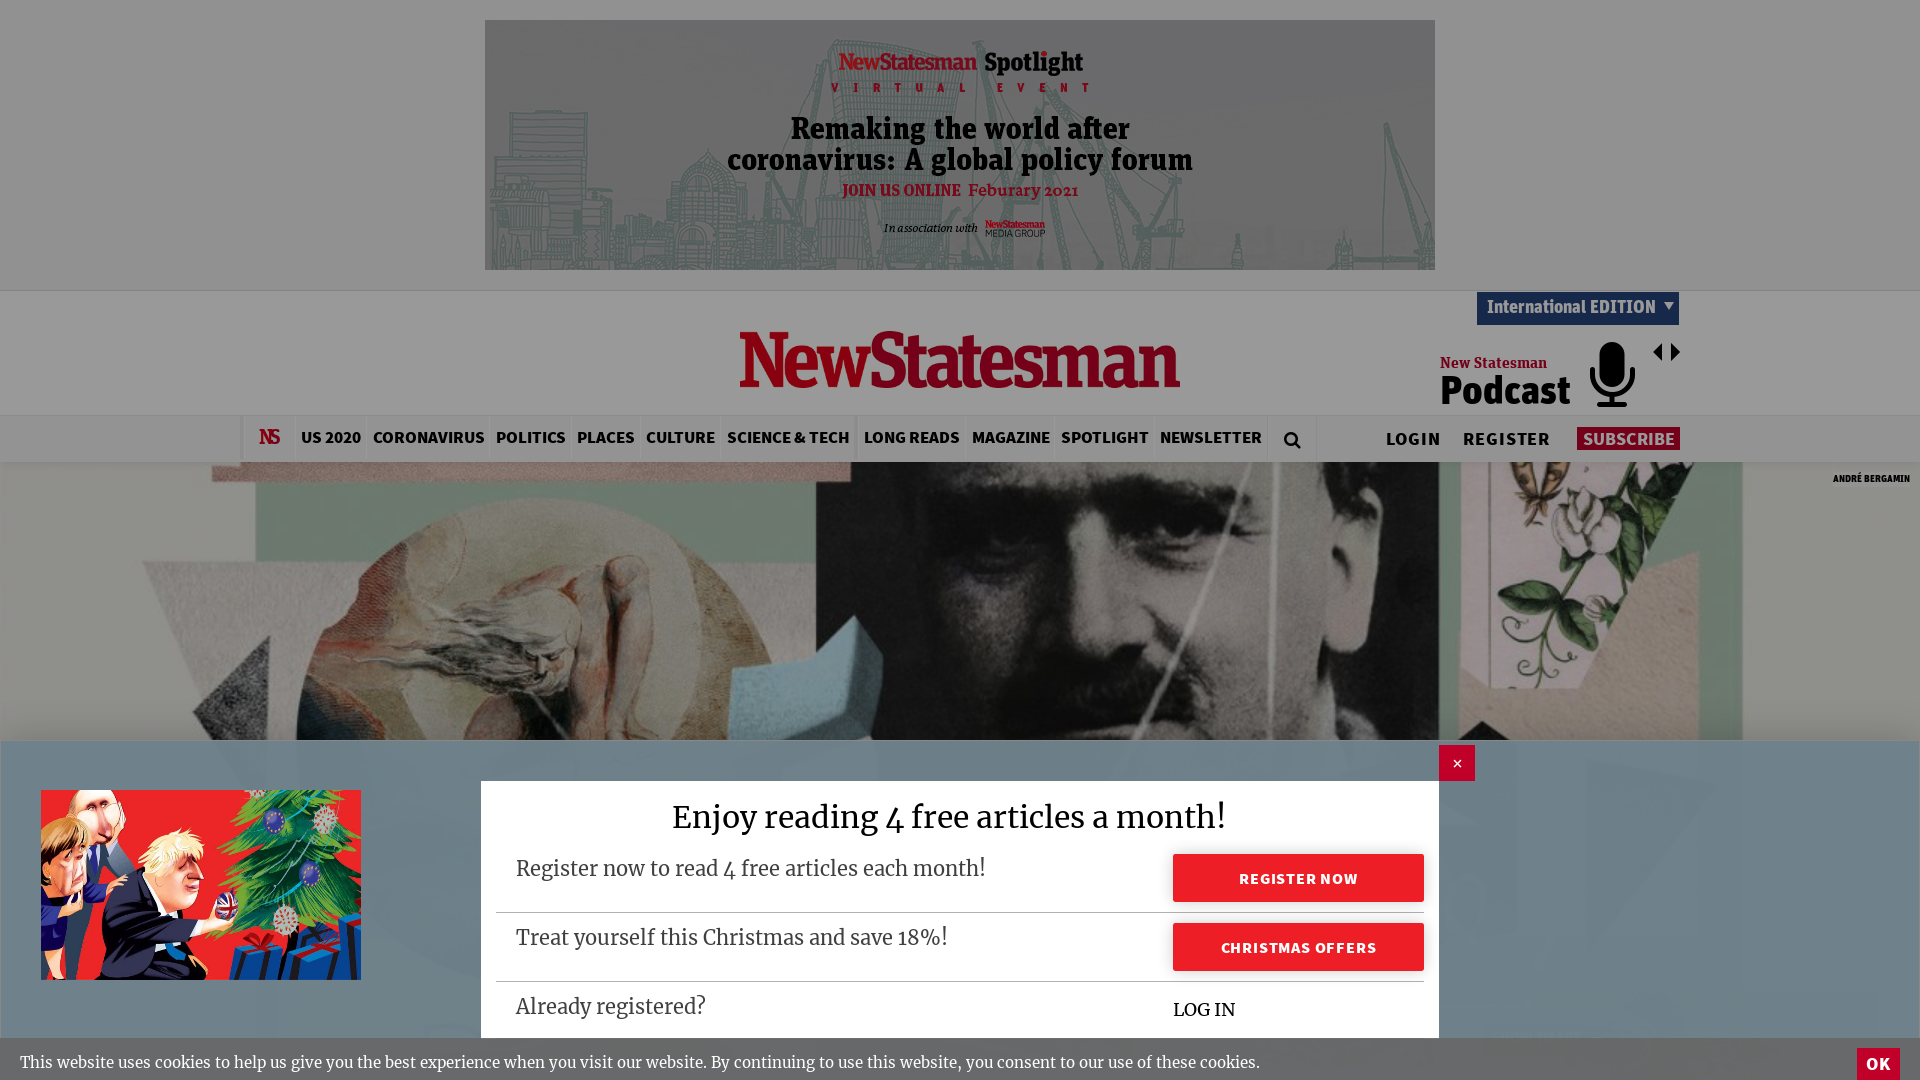 NewStatesman Spotlight
VIRTUAL EVENT
Remaking the world after
coronavirus: A global policy forum
JOIN US ONLINE Feburary 2021
In association with NewStatesman
MEDIA GROUP
International EDITION
NewStatesman
New Statesman
Podcast
NS US 2020 CORONAVIRUS POLITICS PLACES CULTURE SCIENCE & TECH LONG READS MAGAZINE SPOTLIGHT NEWSLETTER LOGIN REGISTER SUBSCRIBE
ANDRÉ BERGAMIN
×
Enjoy reading 4 free articles a month!
Register now to read 4 free articles each month! REGISTER NOW
Treat yourself this Christmas and save 18%! CHRISTMAS OFFERS
Already registered? LOG IN
This website uses cookies to help us give you the best experience when you visit our website. By continuing to use this website, you consent to our use of these cookies. OK